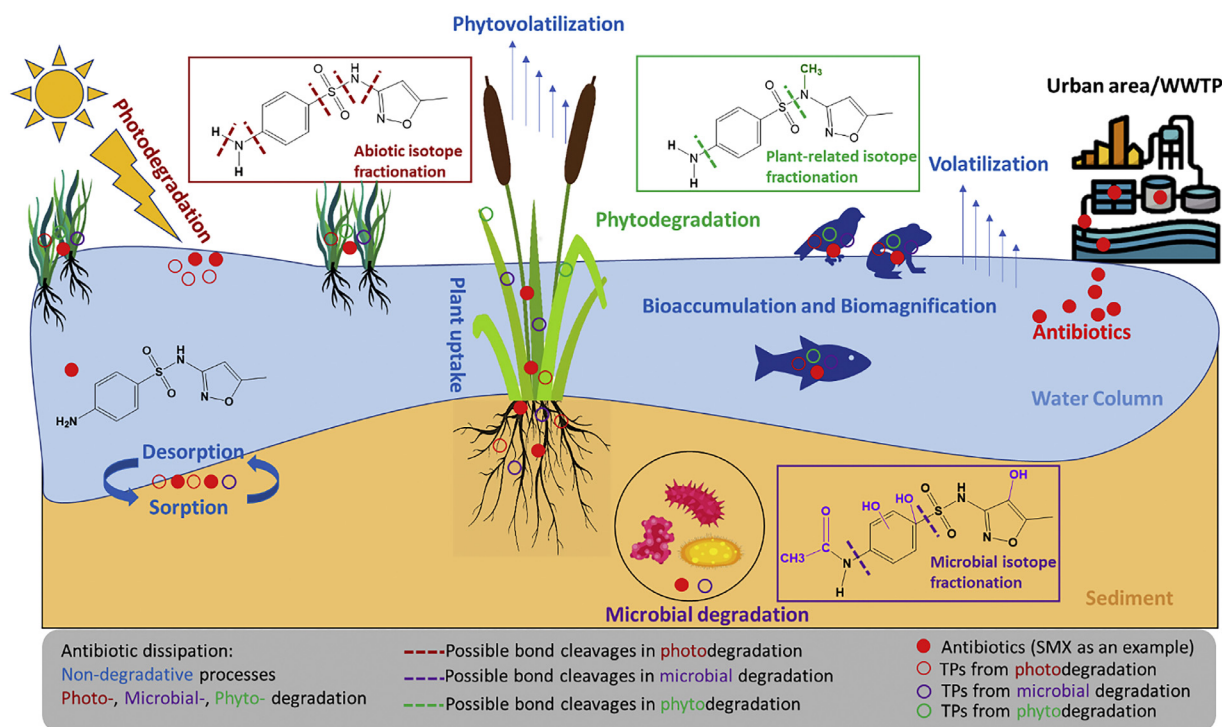 Phytovolatilization
Urban area/WWTP
Photodegradation
O
H
N
S
O
N
O
H
N
H
Abiotic isotope
fractionation
CH3
O
N
S
O
N
O
H
N
H
Plant-related isotope
fractionation
Volatilization
Phytodegradation
Plant uptake
Bioaccumulation and Biomagnification
Antibiotics
O
H
N
S
O
N
O
H2N
Water Column
Desorption
Sorption
OH
O
HO
HO
O
H
N
S
O
N
O
CH3
C
N
H
Microbial isotope
fractionation
Sediment
Microbial degradation
Antibiotic dissipation:
Non-degradative processes
Photo-, Microbial-, Phyto- degradation
Possible bond cleavages in photodegradation
Possible bond cleavages in microbial degradation
Possible bond cleavages in phytodegradation
Antibiotics (SMX as an example)
TPs from photodegradation
TPs from microbial degradation
TPs from phytodegradation